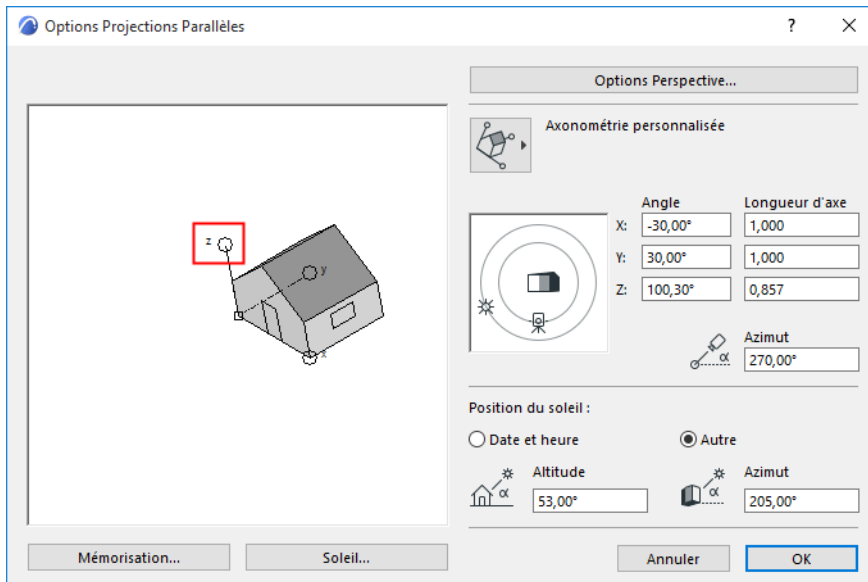 Options Projections Parallèles
?
Options Perspective...
Axonométrie personnalisée
Angle Longueur d'axe
X: -30,00° 1,000
Y: 30,00° 1,000
Z: 100,30° 0,857
z
y
x
Azimut
α 270,00°
Position du soleil :
Date et heure Autre
Altitude Azimut
α 53,00° α 205,00°
Mémorisation... Soleil... Annuler OK